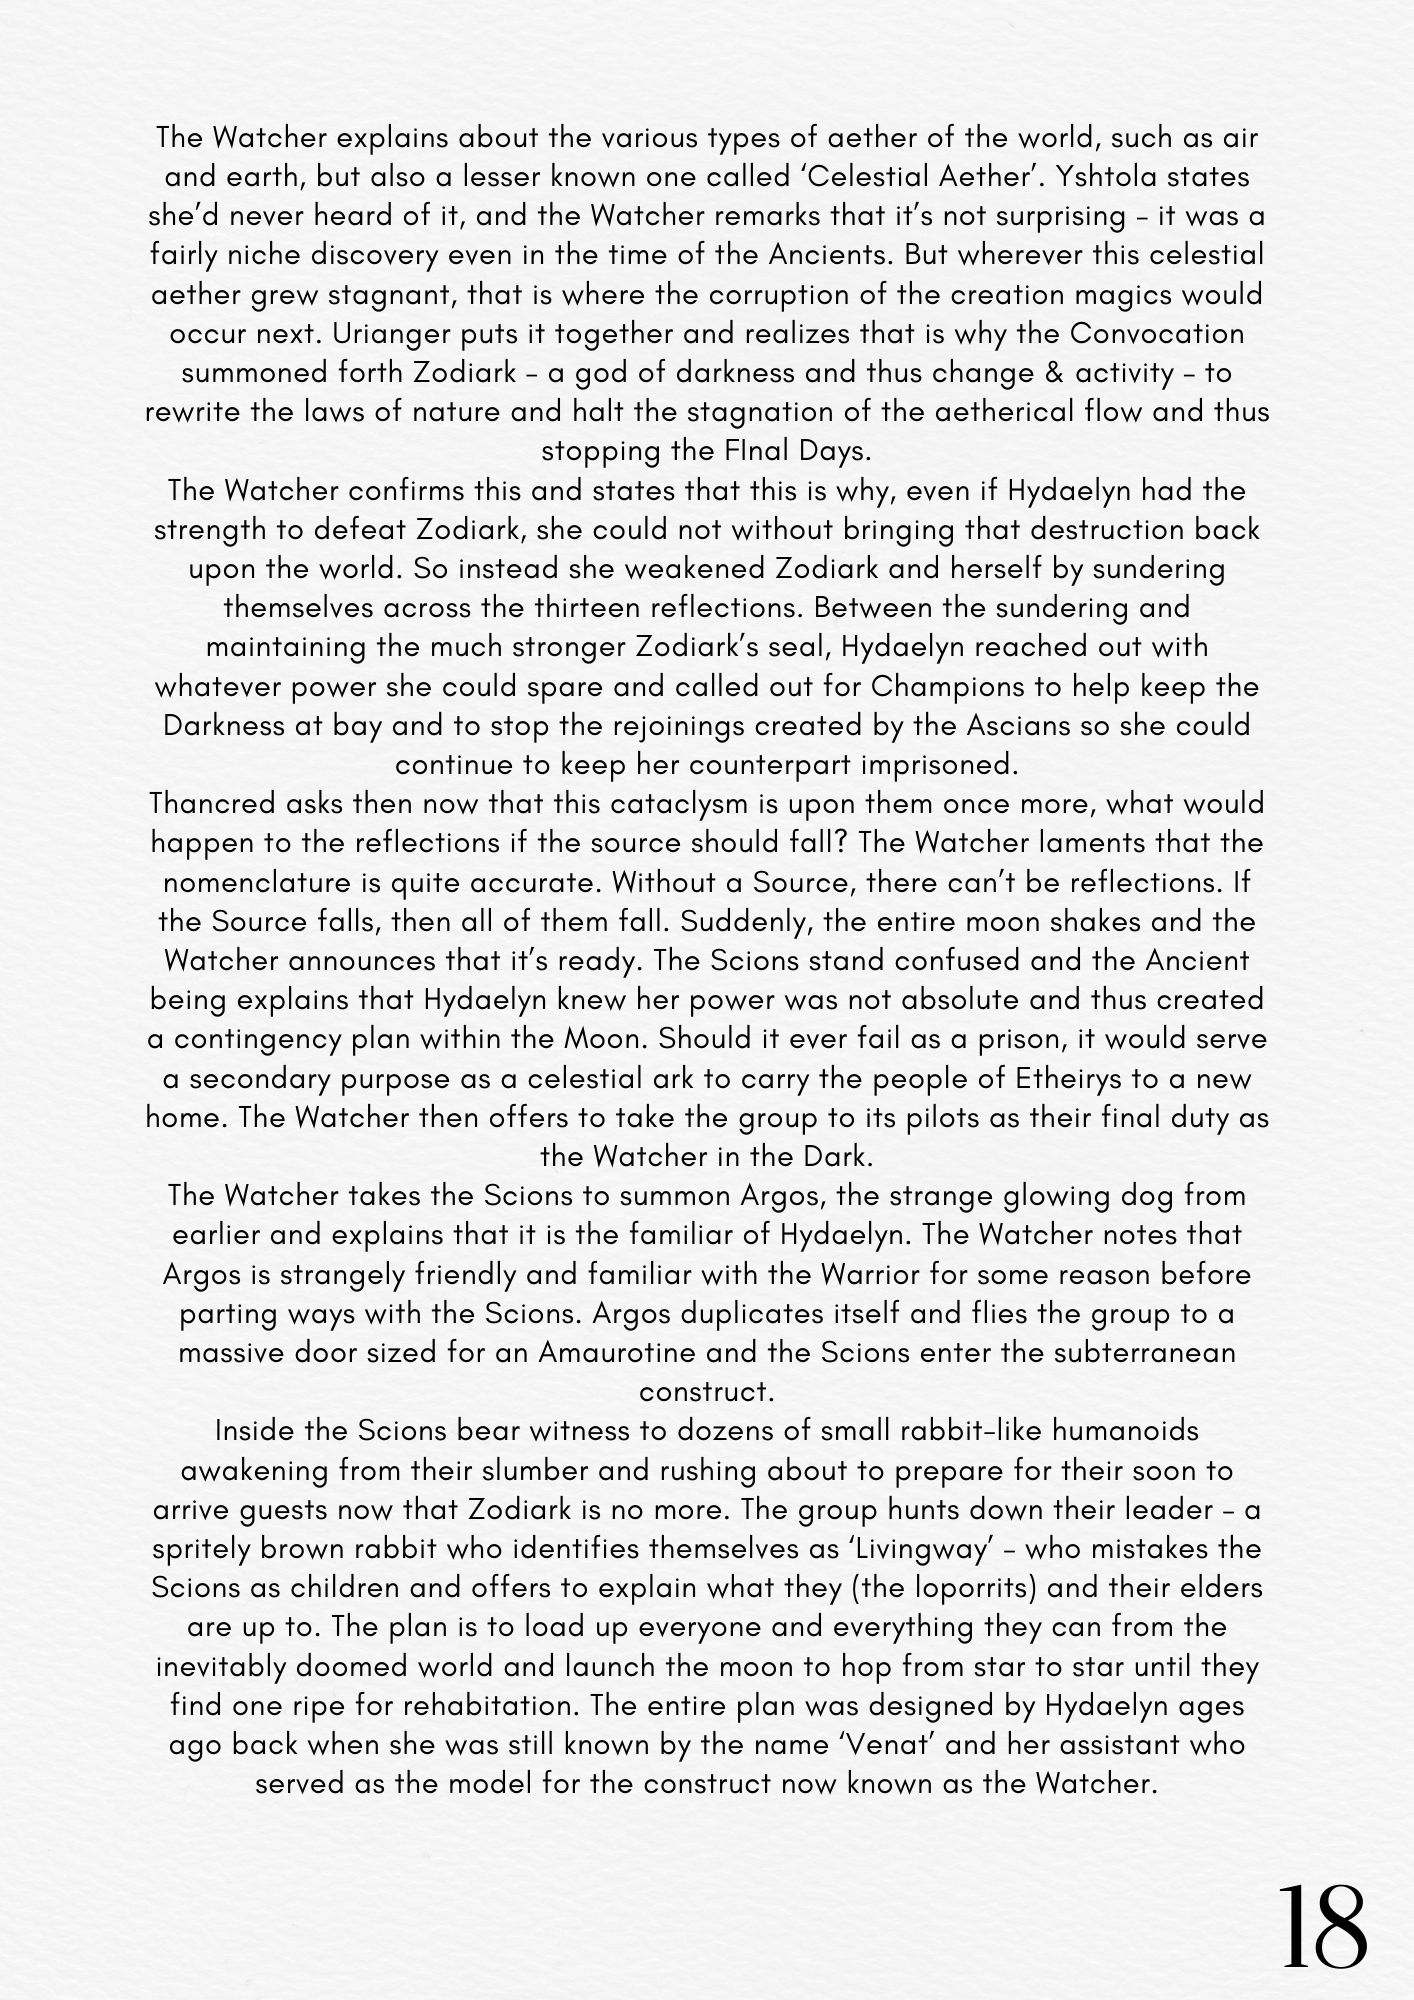 The Watcher explains about the various types of aether of the world, such as air
and earth, but also a lesser known one called ‘Celestial Aether’. Yshtola states
she’d never heard of it, and the Watcher remarks that it’s not surprising – it was a
fairly niche discovery even in the time of the Ancients. But wherever this celestial
aether grew stagnant, that is where the corruption of the creation magics would
occur next. Urianger puts it together and realizes that is why the Convocation
summoned forth Zodiark – a god of darkness and thus change & activity – to
rewrite the laws of nature and halt the stagnation of the aetherical flow and thus
stopping the FInal Days.
The Watcher confirms this and states that this is why, even if Hydaelyn had the
strength to defeat Zodiark, she could not without bringing that destruction back
upon the world. So instead she weakened Zodiark and herself by sundering
themselves across the thirteen reflections. Between the sundering and
maintaining the much stronger Zodiark’s seal, Hydaelyn reached out with
whatever power she could spare and called out for Champions to help keep the
Darkness at bay and to stop the rejoinings created by the Ascians so she could
continue to keep her counterpart imprisoned.
Thancred asks then now that this cataclysm is upon them once more, what would
happen to the reflections if the source should fall? The Watcher laments that the
nomenclature is quite accurate. Without a Source, there can’t be reflections. If
the Source falls, then all of them fall. Suddenly, the entire moon shakes and the
Watcher announces that it’s ready. The Scions stand confused and the Ancient
being explains that Hydaelyn knew her power was not absolute and thus created
a contingency plan within the Moon. Should it ever fail as a prison, it would serve
a secondary purpose as a celestial ark to carry the people of Etheirys to a new
home. The Watcher then offers to take the group to its pilots as their final duty as
the Watcher in the Dark.
The Watcher takes the Scions to summon Argos, the strange glowing dog from
earlier and explains that it is the familiar of Hydaelyn. The Watcher notes that
Argos is strangely friendly and familiar with the Warrior for some reason before
parting ways with the Scions. Argos duplicates itself and flies the group to a
massive door sized for an Amaurotine and the Scions enter the subterranean
construct.
Inside the Scions bear witness to dozens of small rabbit-like humanoids
awakening from their slumber and rushing about to prepare for their soon to
arrive guests now that Zodiark is no more. The group hunts down their leader – a
spritely brown rabbit who identifies themselves as ‘Livingway’ – who mistakes the
Scions as children and offers to explain what they (the loporrits) and their elders
are up to. The plan is to load up everyone and everything they can from the
inevitably doomed world and launch the moon to hop from star to star until they
find one ripe for rehabitation. The entire plan was designed by Hydaelyn ages
ago back when she was still known by the name ‘Venat’ and her assistant who
served as the model for the construct now known as the Watcher.
18